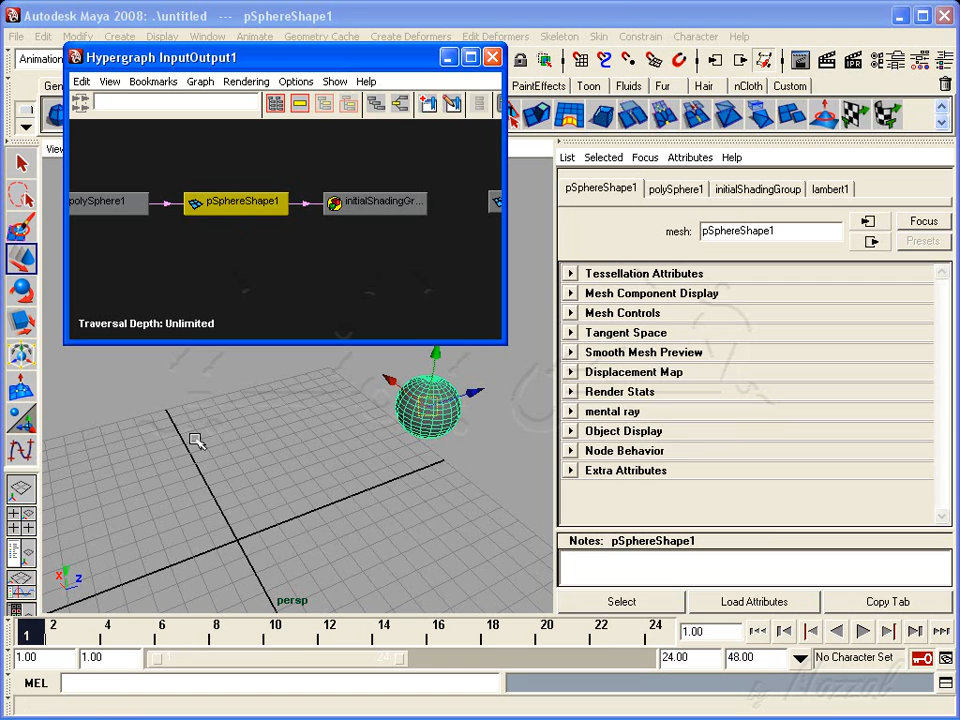 Autodesk Maya 2008: .\untitled --- pSphereShape1
File Edit Modify Create Display Window Animate Geometry Cache Create Deformers Edit Deformers Skeleton Skin Constrain Character Help
Hypergraph InputOutput1
Animation
Edit View Bookmarks Graph Rendering Options Show Help
Gen
PaintEffects Toon Fluids Fur Hair nCloth Custom
View
List Selected Focus Attributes Help
pSphereShape1 polySphere1 initialShadingGroup lambert1
polySphere1 pSphereShape1 initialShadingGr...
mesh: pSphereShape1
Focus
Presets
Tessellation Attributes
Mesh Component Display
Mesh Controls
Traversal Depth: Unlimited
Tangent Space
Smooth Mesh Preview
Displacement Map
Render Stats
mental ray
Object Display
Node Behavior
Extra Attributes
Notes: pSphereShape1
x z
persp
Select Load Attributes Copy Tab
1 2 4 6 8 10 12 14 16 18 20 22 24 1.00
1.00 1.00 24 24.00 48.00 No Character Set
MEL